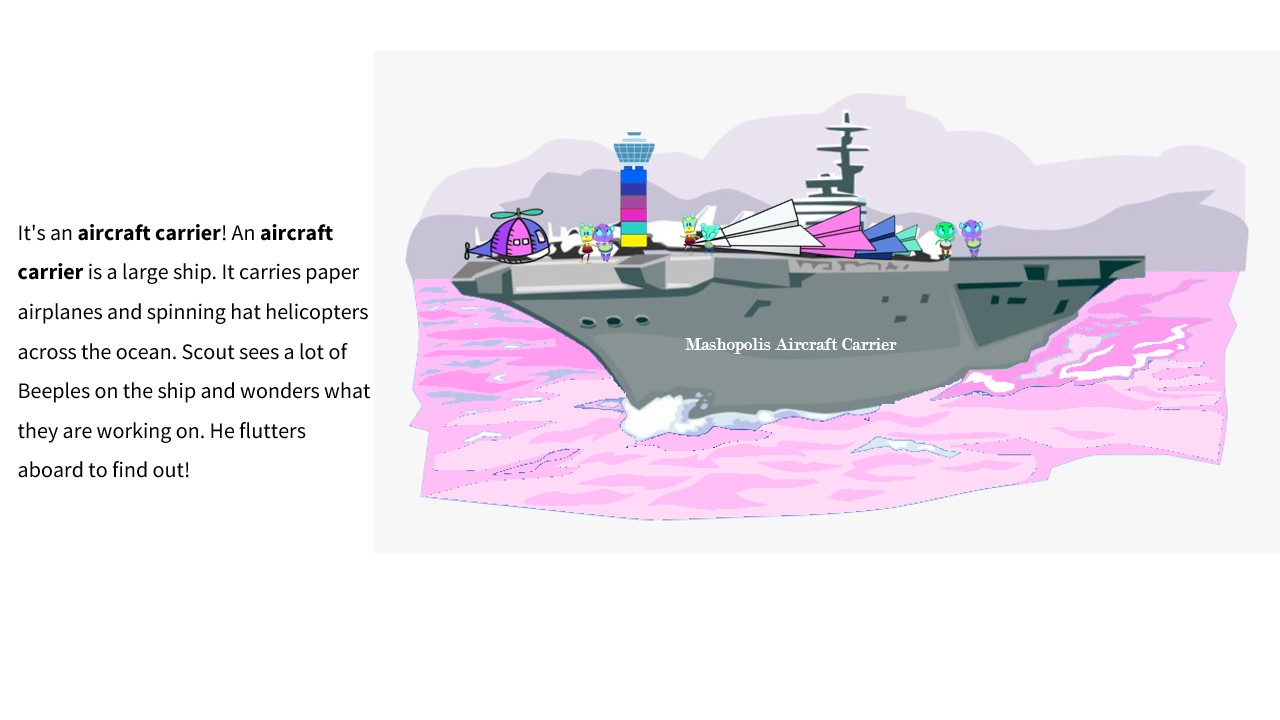 It's an aircraft carrier! An aircraft
carrier is a large ship. It carries paper
airplanes and spinning hat helicopters
across the ocean. Scout sees a lot of
Beeples on the ship and wonders what
they are working on. He flutters
aboard to find out!
Mashopolis Aircraft Carrier